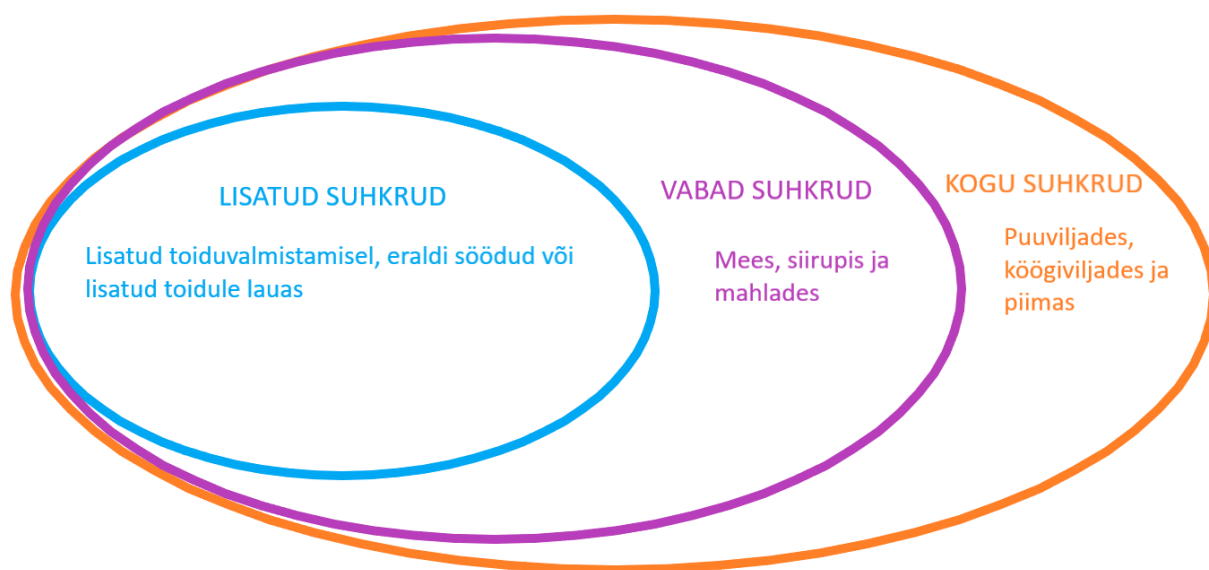 LISATUD SUHKRUD
Lisatud toiduvalmistamisel, eraldi söödud või
lisatud toidule lauas
VABAD SUHKRUD
Mees, siirupis ja
mahlades
KOGU SUHKRUD
Puuviljades,
köögiviljades ja
piimas